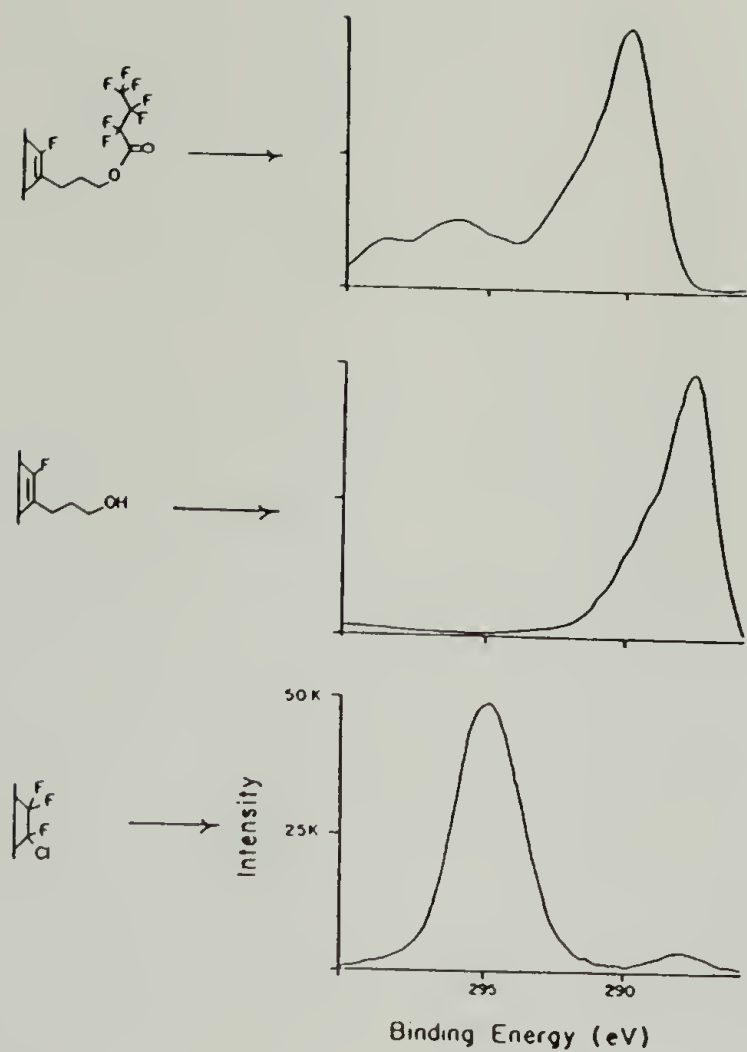 F
F F
F F
F F
F O
O
F
OH
F
F
F
Cl
50K
25K
Intensity
295 290
Binding Energy (eV)